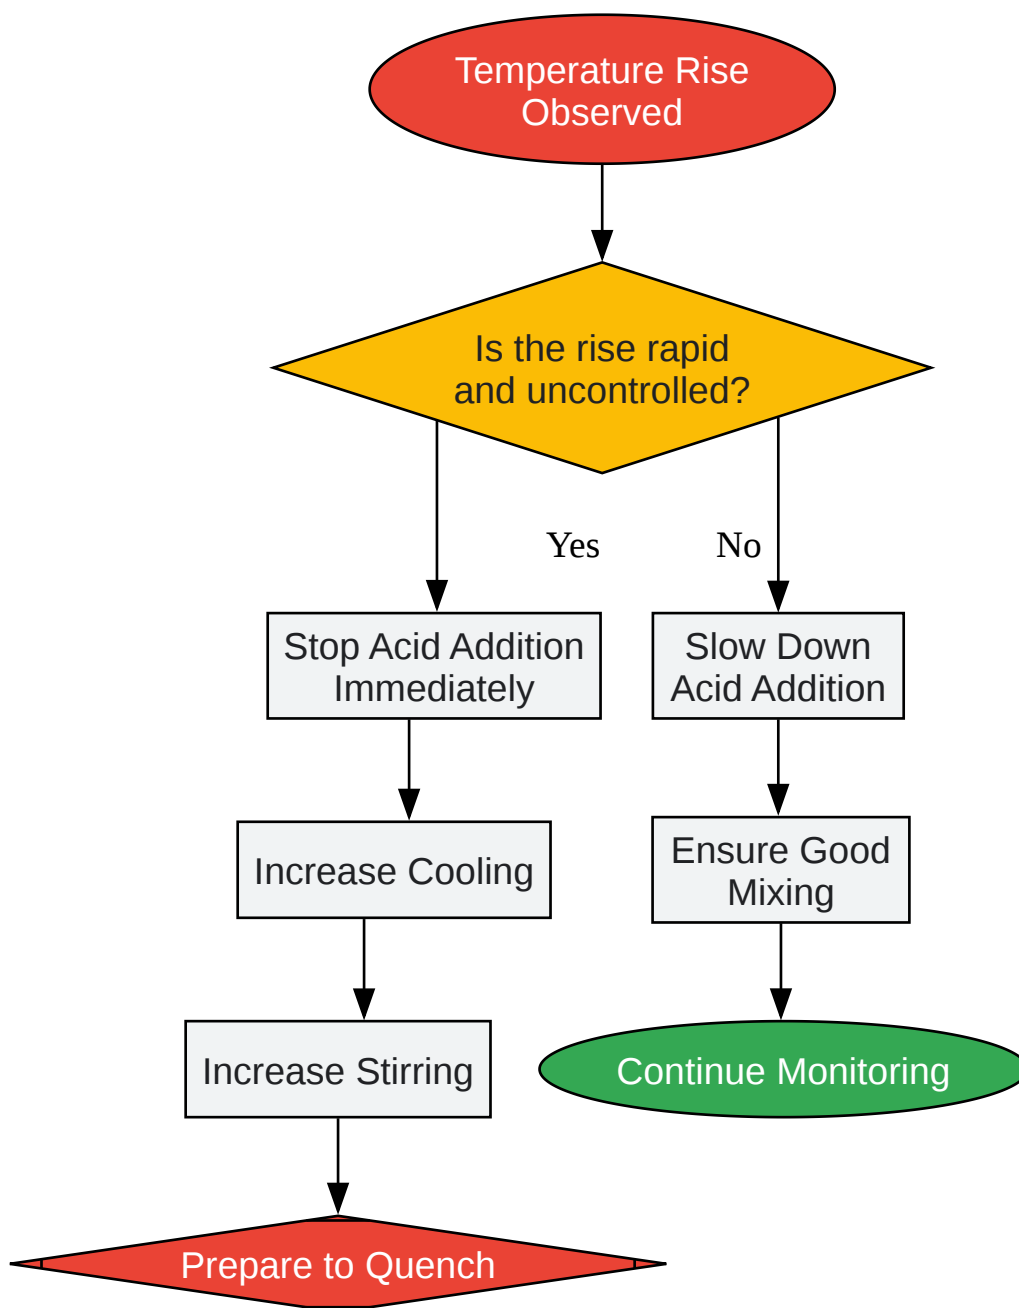 Temperature Rise
Observed
Is the rise rapid
and uncontrolled?
Yes
No
Stop Acid Addition
Immediately
Slow Down
Acid Addition
Increase Cooling
Ensure Good
Mixing
Increase Stirring
Continue Monitoring
Prepare to Quench